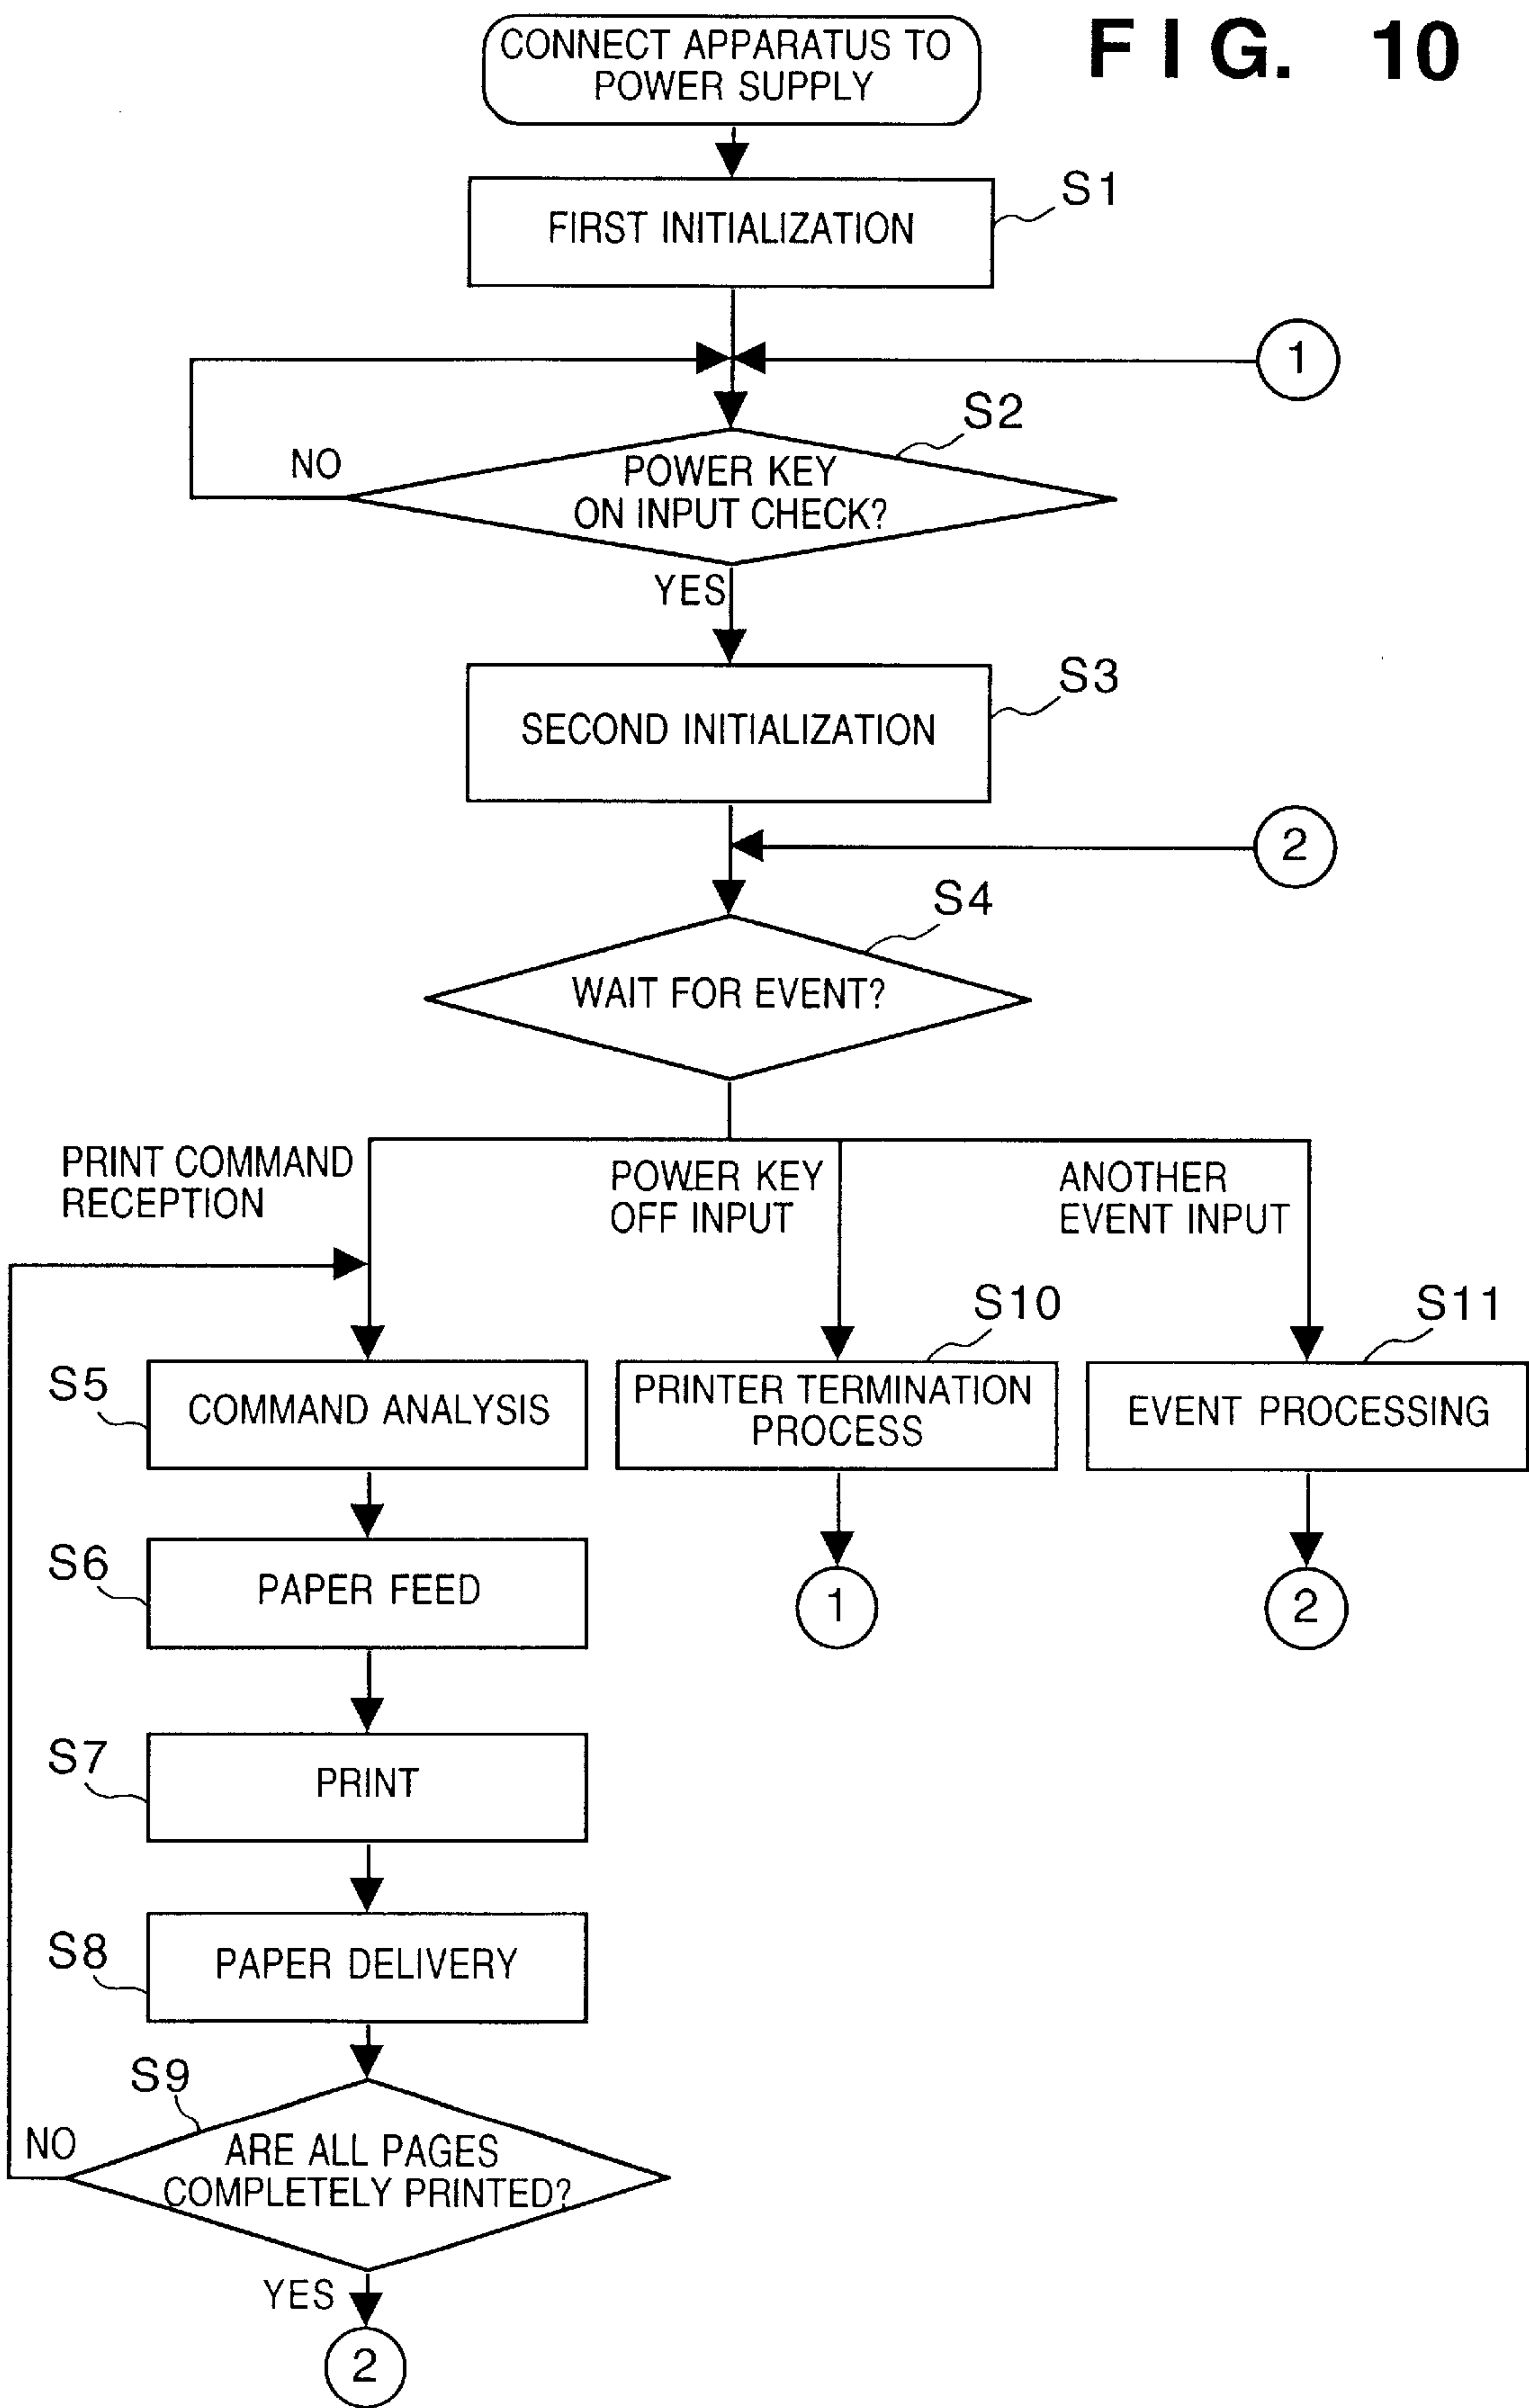 FIG. 10
CONNECT APPARATUS TO
POWER SUPPLY
S1
FIRST INITIALIZATION
1
S2
NO
POWER KEY
ON INPUT CHECK?
YES
S3
SECOND INITIALIZATION
2
S4
WAIT FOR EVENT?
PRINT COMMAND
RECEPTION
POWER KEY
OFF INPUT
ANOTHER
EVENT INPUT
S5
COMMAND ANALYSIS
S10
PRINTER TERMINATION
PROCESS
S11
EVENT PROCESSING
S6
PAPER FEED
1
2
S7
PRINT
S8
PAPER DELIVERY
S9
NO
ARE ALL PAGES
COMPLETELY PRINTED?
YES
2